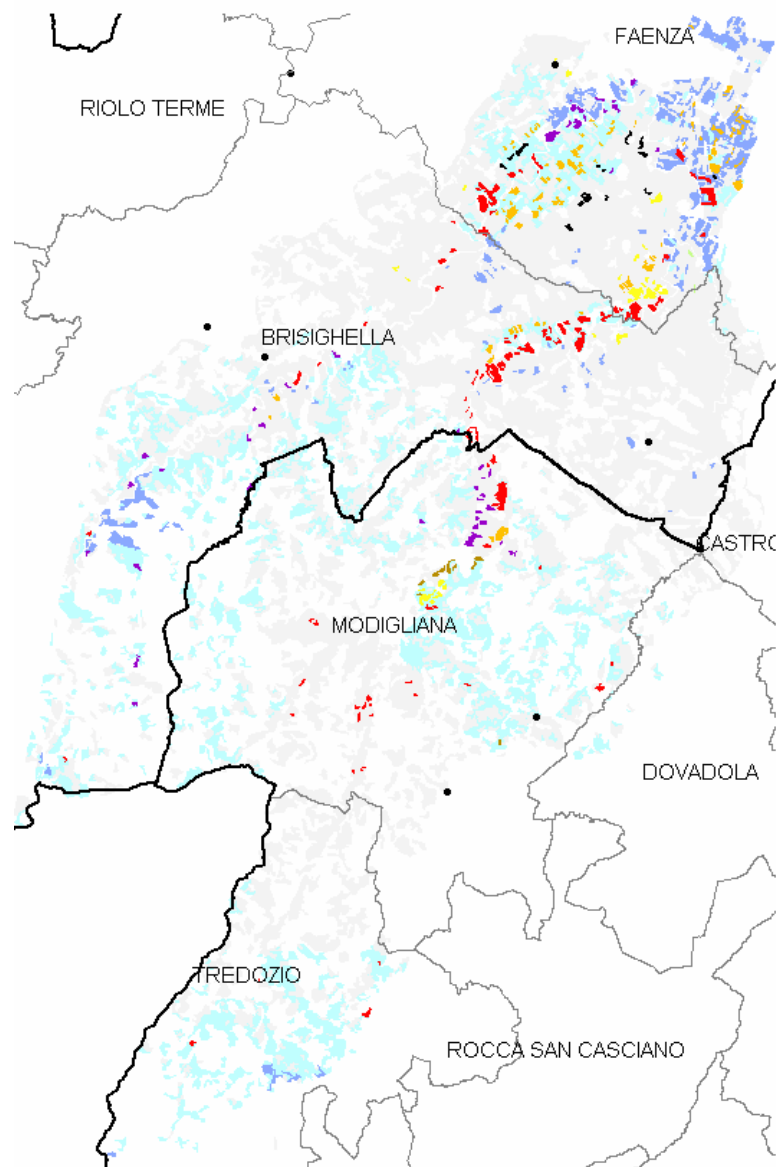 FAENZA
RIOLO TERME
BRISIGHELLA
CASTRO
MODIGLIANA
DOVADOLA
TREDOZIO
ROCCA SAN CASCIANO